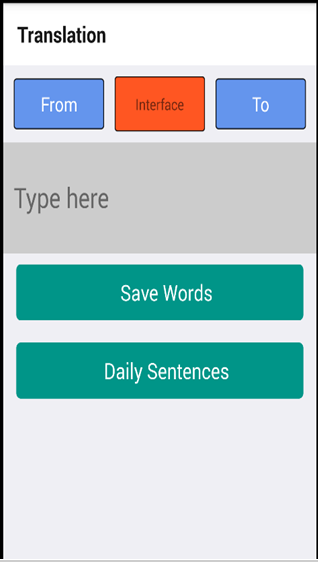 Translation
From Interface To
Type here
Save Words
Daily Sentences